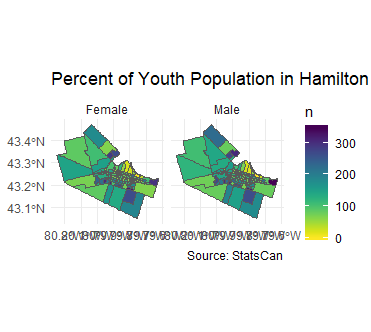 Percent of Youth Population in Hamilton
Female
Male
n
43.4°N
43.3°N
43.2°N
43.1°N
300
200
100
0
Source: StatsCan